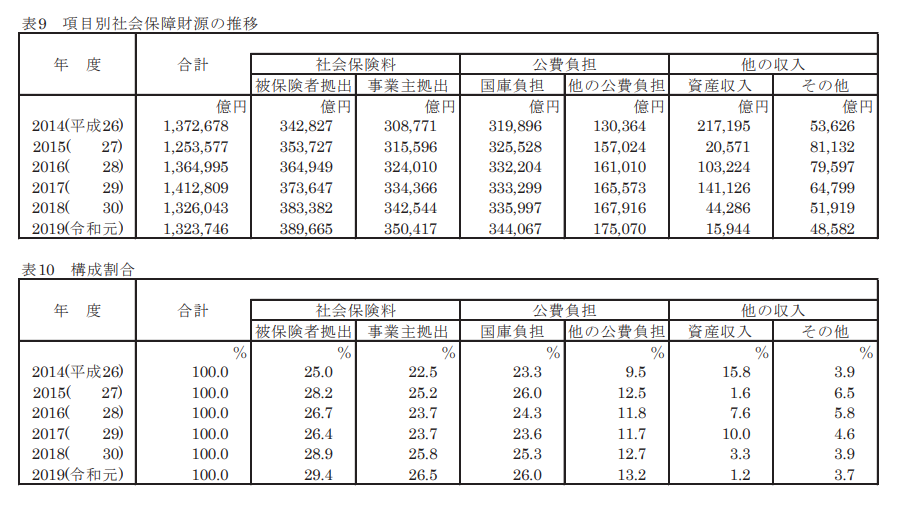 表9 項目別社会保障財源の推移
年 度 合計 社会保険料 公費負担 他の収入
被保険者拠出 事業主拠出 国庫負担 他の公費負担 資産収入 その他
億円 億円 億円 億円 億円 億円 億円
2014(平成26) 1,372,678 342,827 308,771 319,896 130,364 217,195 53,626
2015( 27) 1,253,577 353,727 315,596 325,528 157,024 20,571 81,132
2016( 28) 1,364,995 364,949 324,010 332,204 161,010 103,224 79,597
2017( 29) 1,412,809 373,647 334,366 333,299 165,573 141,126 64,799
2018( 30) 1,326,043 383,382 342,544 335,997 167,916 44,286 51,919
2019(令和元) 1,323,746 389,665 350,417 344,067 175,070 15,944 48,582
表10 構成割合
年 度 合計 社会保険料 公費負担 他の収入
被保険者拠出 事業主拠出 国庫負担 他の公費負担 資産収入 その他
% % % % % % %
2014(平成26) 100.0 25.0 22.5 23.3 9.5 15.8 3.9
2015( 27) 100.0 28.2 25.2 26.0 12.5 1.6 6.5
2016( 28) 100.0 26.7 23.7 24.3 11.8 7.6 5.8
2017( 29) 100.0 26.4 23.7 23.6 11.7 10.0 4.6
2018( 30) 100.0 28.9 25.8 25.3 12.7 3.3 3.9
2019(令和元) 100.0 29.4 26.5 26.0 13.2 1.2 3.7